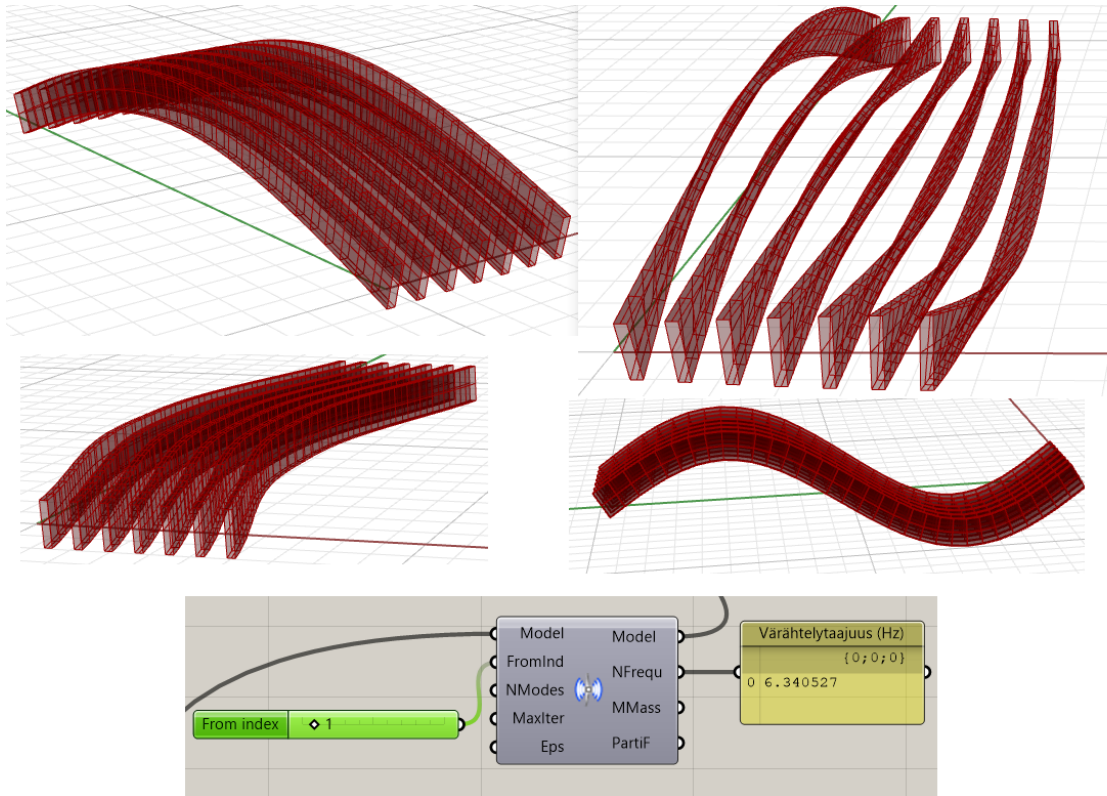 Model
FromInd
NModes
MaxIter
Eps
Model
NFrequ
MMass
PartiF
From index
1
Värähtelytaajuus (Hz)
{0;0;0}
0 6.340527